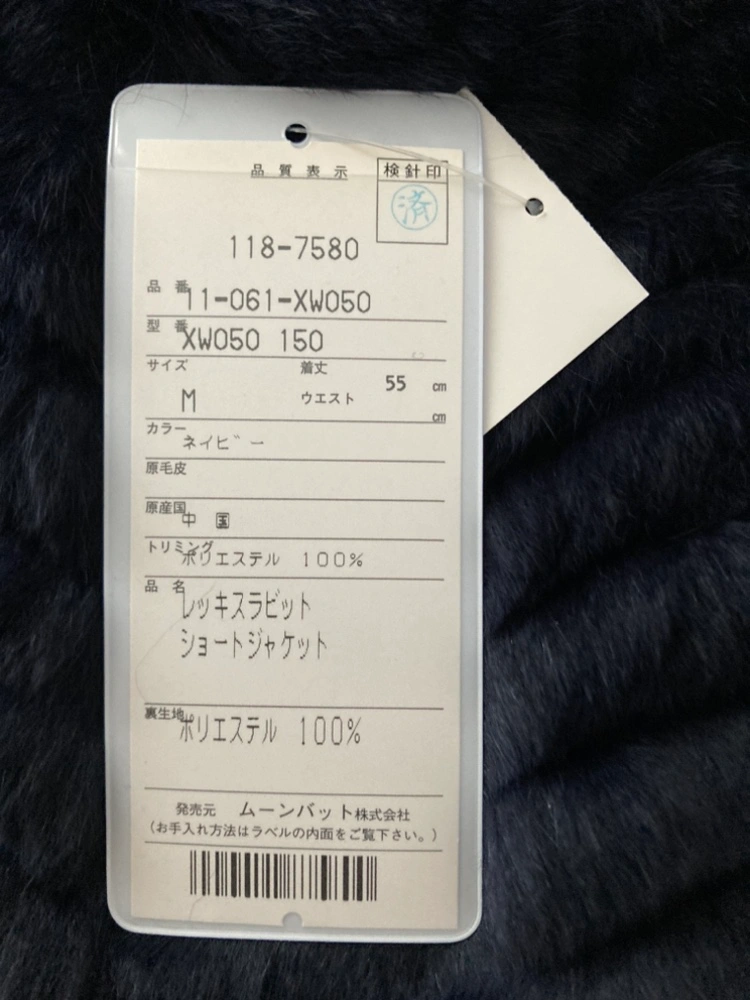 品質表示
検針印
済
118-7580
品番 11-061-XW050
型番 XW050 150
サイズ M 着丈 55 cm
ウエスト cm
カラー ネイビー
原毛皮
原産国 中国
トリミング ポリエステル 100%
品名 レッキスラビット
ショートジャケット
裏生地 ポリエステル 100%
発売元 ムーンバット株式会社
(お手入れ方法はラベルの内面をご覧下さい。)